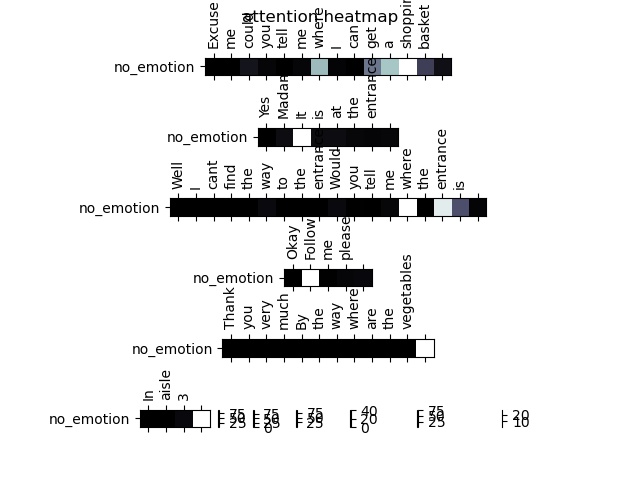 attention heatmap
Excuse me could you tell me where I can get a shopping basket
no_emotion
Yes Madam It is at the entrance
no_emotion
Well I cant find the way to the entrance Would you tell me where the entrance is
no_emotion
Okay Follow me please
no_emotion
Thank you very much By the way where are the vegetables
no_emotion
In aisle 3
no_emotion
75 75 75 40 75 20
50 50 50 20 50 10
25 25 25 0 25
0